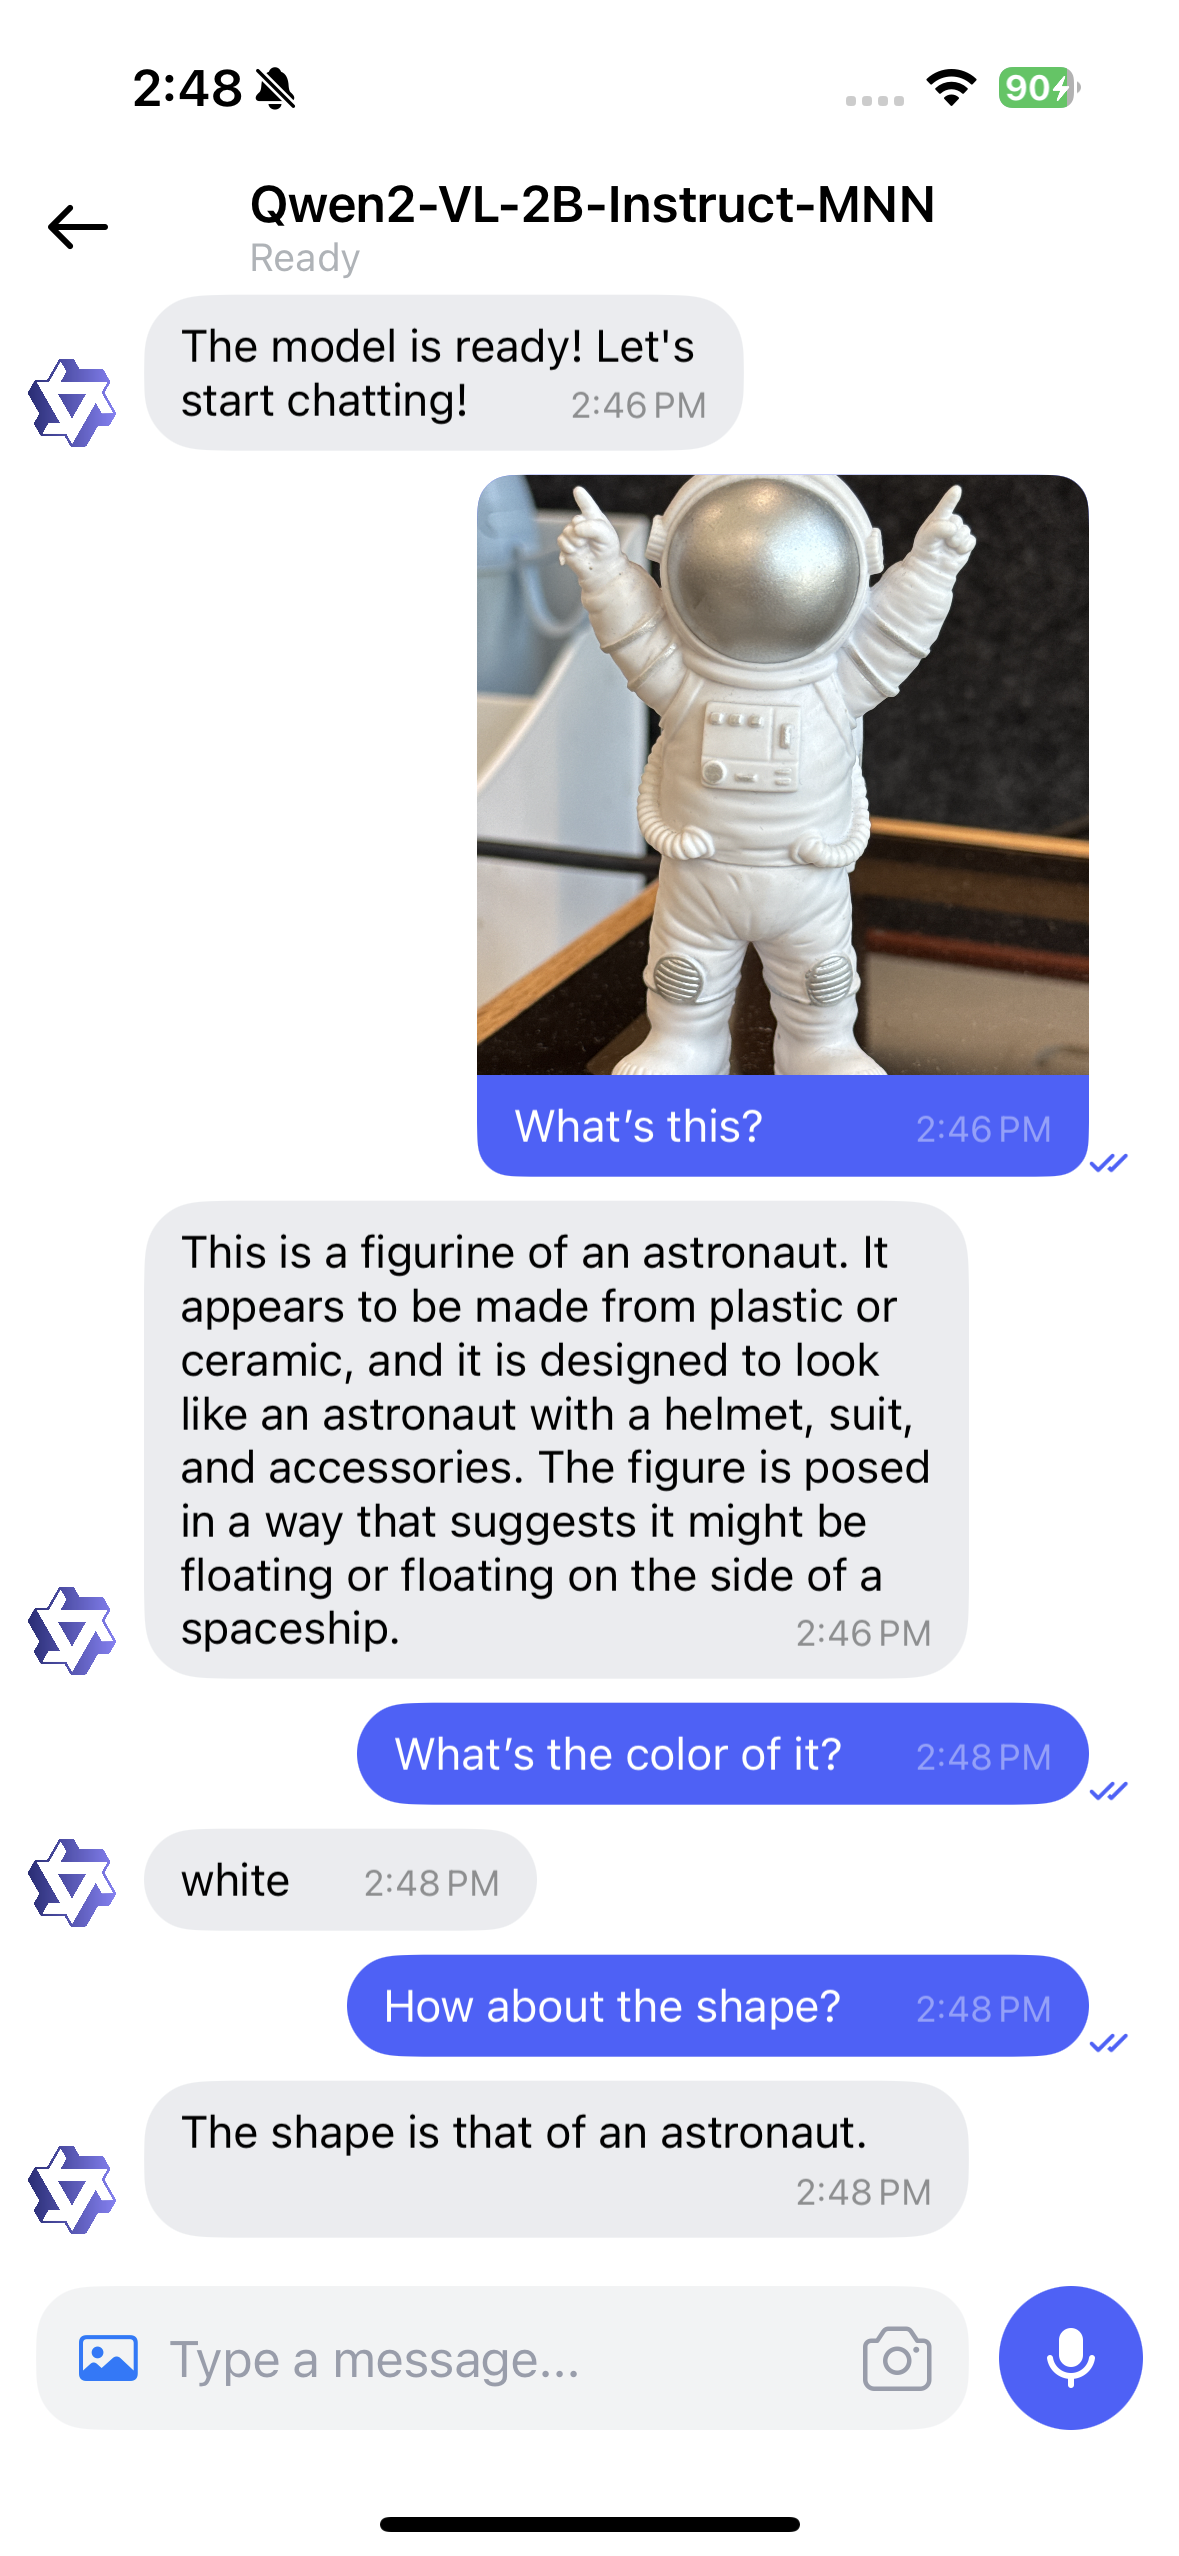 2:48
90
Qwen2-VL-2B-Instruct-MNN
Ready
The model is ready! Let's
start chatting! 2:46 PM
What’s this? 2:46 PM
This is a figurine of an astronaut. It
appears to be made from plastic or
ceramic, and it is designed to look
like an astronaut with a helmet, suit,
and accessories. The figure is posed
in a way that suggests it might be
floating or floating on the side of a
spaceship. 2:46 PM
What’s the color of it? 2:48 PM
white 2:48 PM
How about the shape? 2:48 PM
The shape is that of an astronaut.
2:48 PM
Type a message...